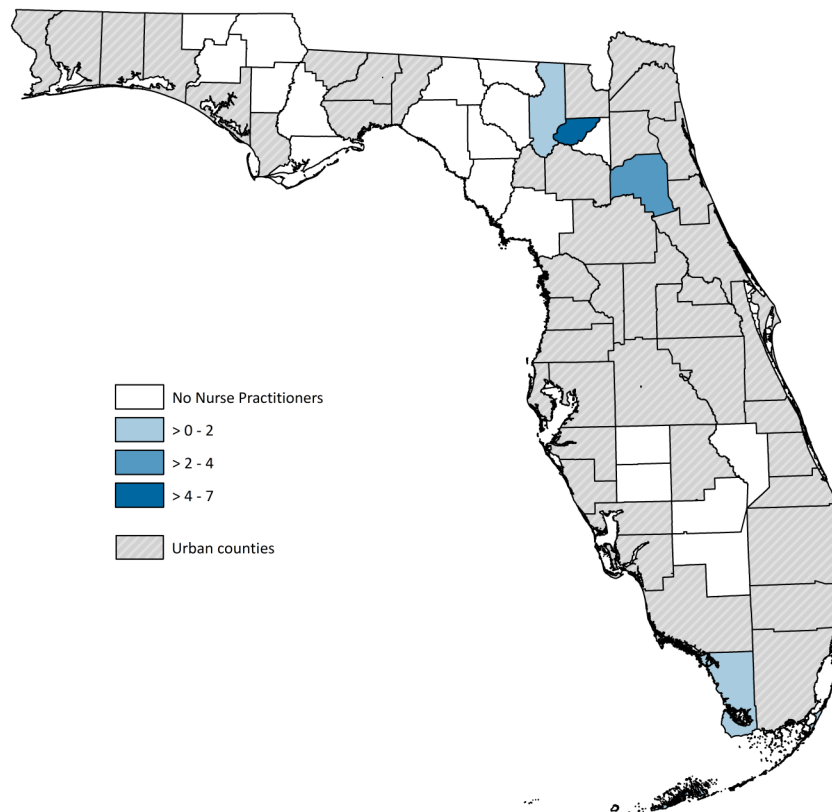 No Nurse Practitioners
> 0 - 2
> 2 - 4
> 4 - 7
Urban counties